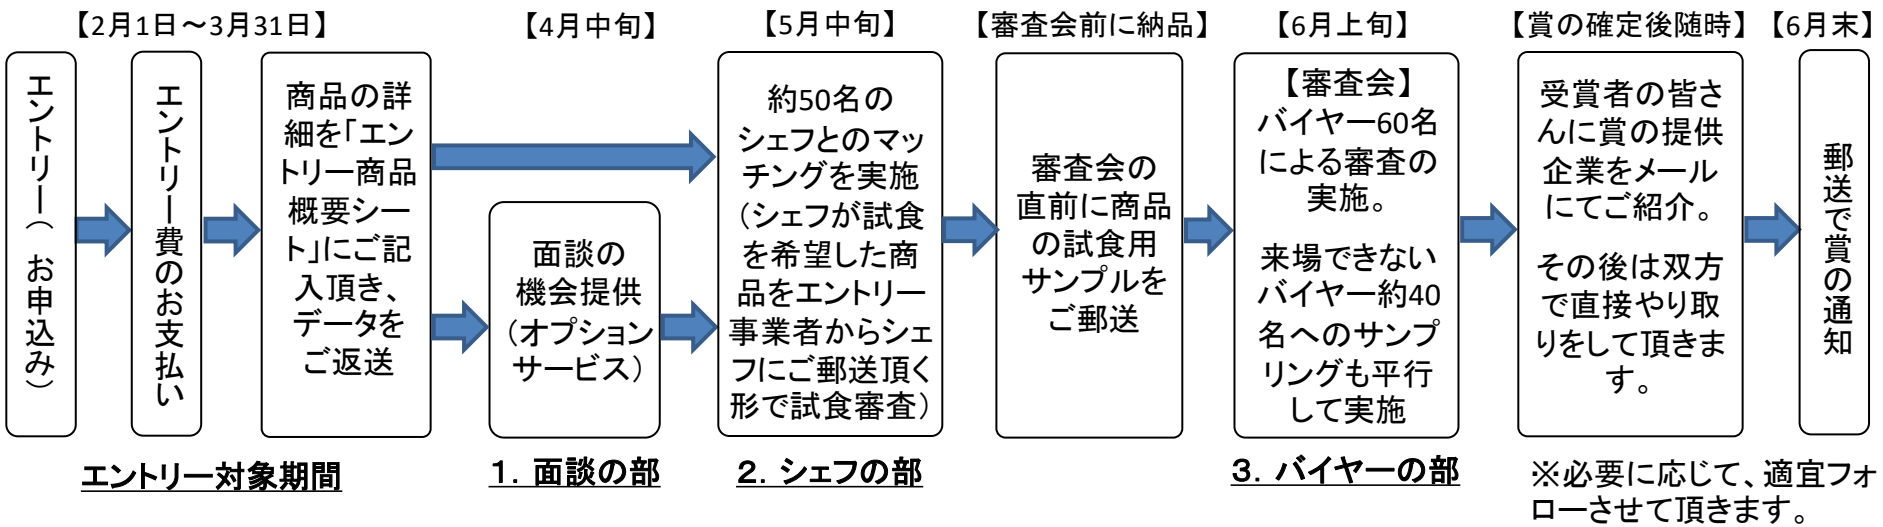 【2月1日～3月31日】
エントリー（お申込み）
エントリー費のお支払い
商品の詳
細を「エン
トリー商品
概要シー
ト」にご記
入頂き、
データを
ご返送
エントリー対象期間
【4月中旬】
面談の
機会提供
（オプション
サービス）
1．面談の部
【5月中旬】
約50名の
シェフとのマッ
チングを実施
（シェフが試食
を希望した商
品をエントリー
事業者からシェ
フにご郵送頂く
形で試食審査）
2．シェフの部
【審査会前に納品】
審査会の
直前に商品
の試食用
サンプルを
ご郵送
【6月上旬】
【審査会】
バイヤー60名
による審査の
実施。
来場できない
バイヤー約40
名へのサンプ
リングも平行
して実施
3．バイヤーの部
【賞の確定後随時】
受賞者の皆さ
んに賞の提供
企業をメール
にてご紹介。
その後は双方
で直接やり取
りをして頂きま
す。
【6月末】
郵送で賞の通知
※必要に応じて、適宜フォ
ローさせて頂きます。